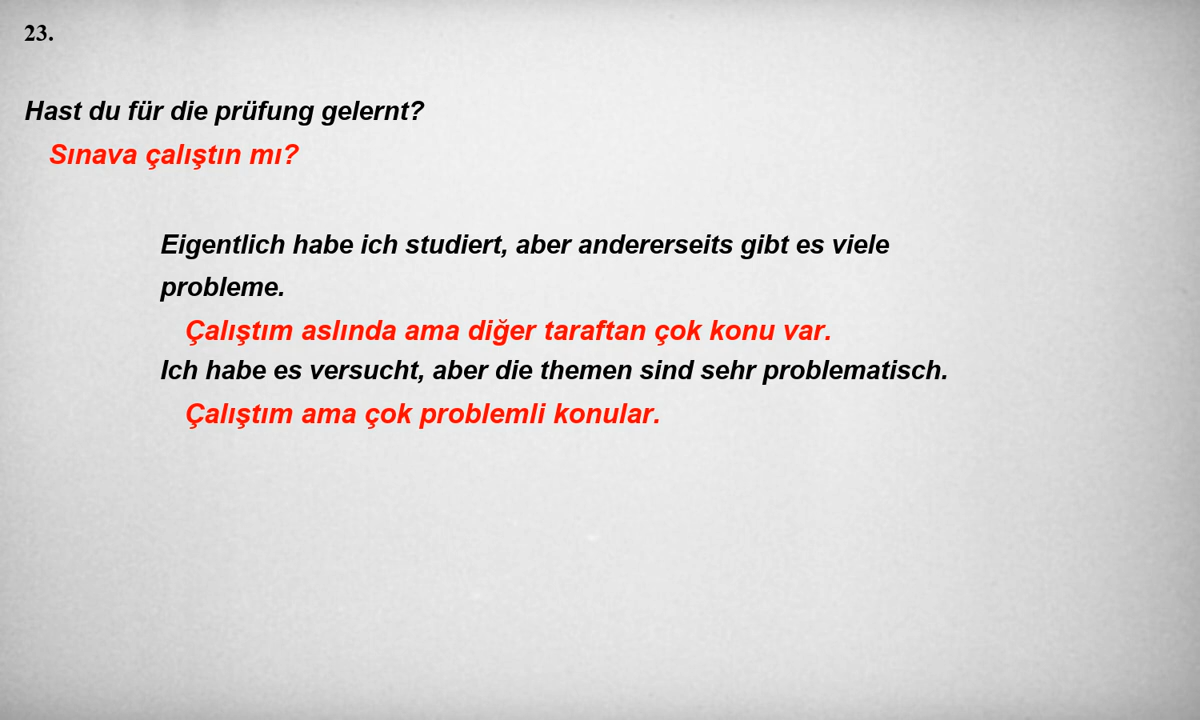 23.
Hast du für die prüfung gelernt?
Sınava çalıştın mı?
Eigentlich habe ich studiert, aber andererseits gibt es viele
probleme.
Çalıştım aslında ama diğer taraftan çok konu var.
Ich habe es versucht, aber die themen sind sehr problematisch.
Çalıştım ama çok problemli konular.